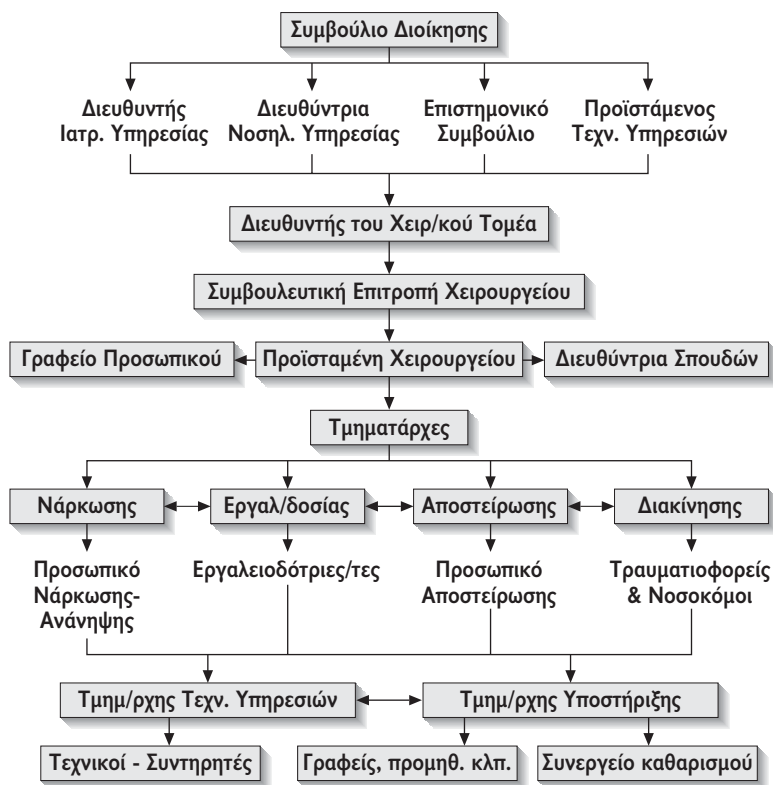 Συμβούλιο Διοίκησης
Διευθυντής
Ιατρ. Υπηρεσίας
Διευθύντρια
Νοσηλ. Υπηρεσίας
Επιστημονικό
Συμβούλιο
Προϊστάμενος
Τεχν. Υπηρεσιών
Διευθυντής του Χειρ/κού Τομέα
Συμβουλευτική Επιτροπή Χειρουργείου
Γραφείο Προσωπικού
Προϊσταμένη Χειρουργείου
Διευθύντρια Σπουδών
Τμηματάρχες
Νάρκωσης
Εργαλ/δοσίας
Αποστείρωσης
Διακίνησης
Προσωπικό
Νάρκωσης-
Ανάνηψης
Εργαλειοδότριες/τες
Προσωπικό
Αποστείρωσης
Τραυματιοφορείς
& Νοσοκόμοι
Τμημ/ρχης Τεχν. Υπηρεσιών
Τμημ/ρχης Υποστήριξης
Τεχνικοί - Συντηρητές
Γραφείς, προμηθ. κλπ.
Συνεργείο καθαρισμού